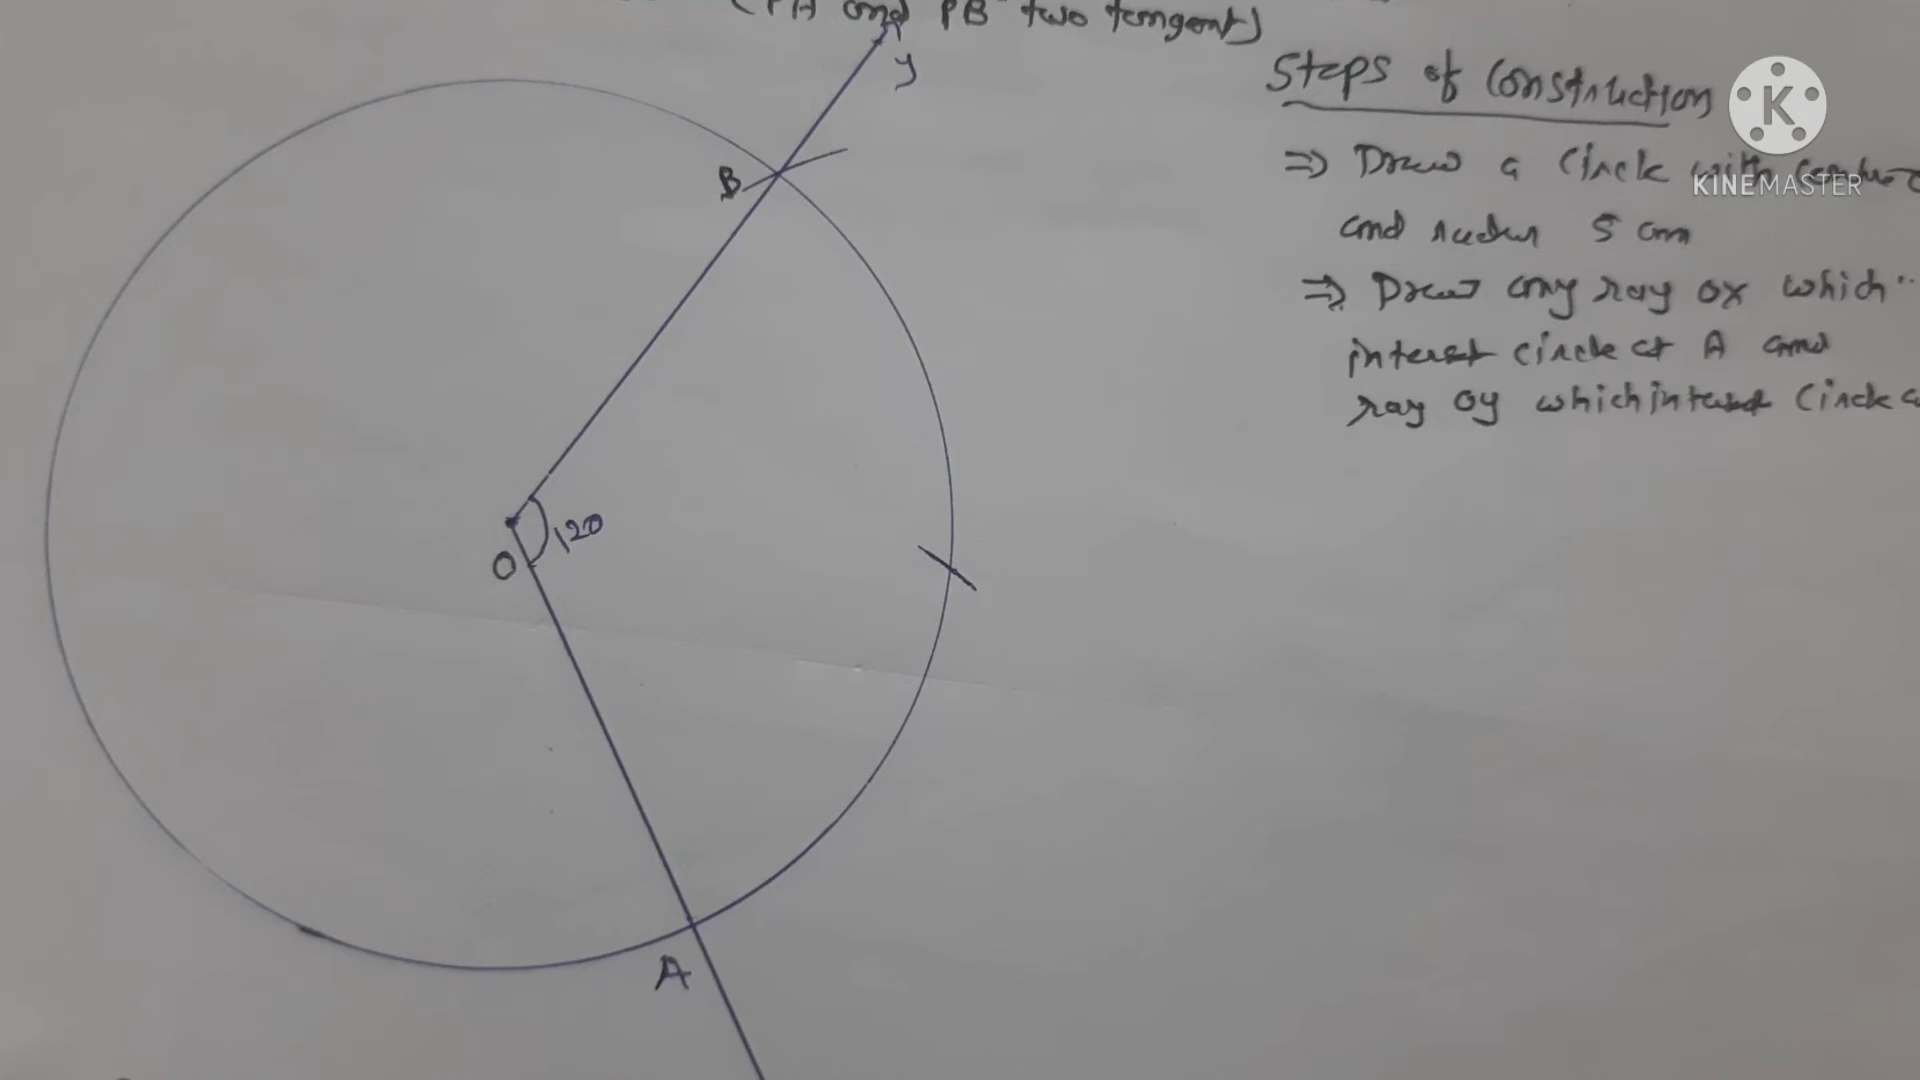 (PA and PB two tangent)
y
Steps of Construction
K
KINEMASTER
⇒ Draw a Circle with
and radius 5 cm
⇒ Draw any ray ox which
intersect circle at A and
ray oy which intersect Circle
B
O
120
A